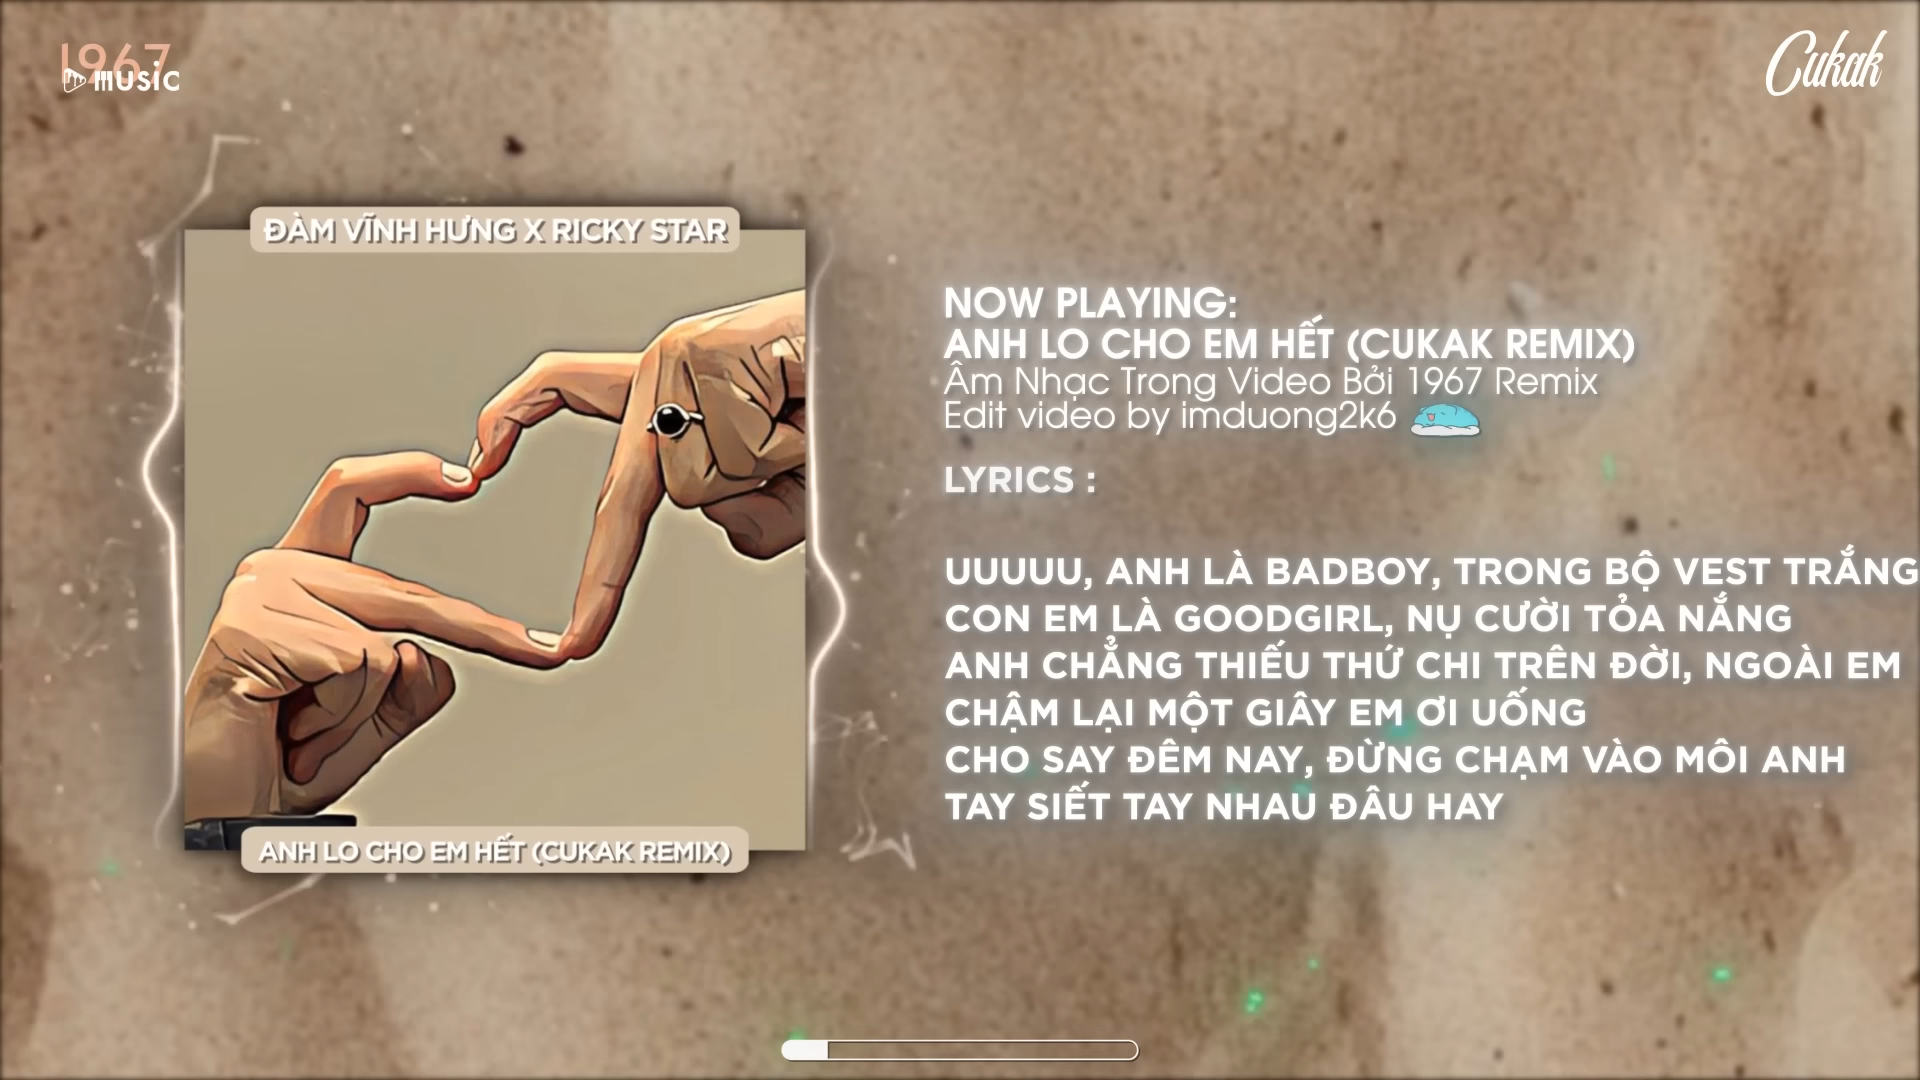 1967
MUSIC
Cukak
ĐÀM VĨNH HƯNG X RICKY STAR
ANH LO CHO EM HẾT (CUKAK REMIX)
NOW PLAYING:
ANH LO CHO EM HẾT (CUKAK REMIX)
Âm Nhạc Trong Video Bởi 1967 Remix
Edit video by imduong2k6
LYRICS :
UUUUU, ANH LÀ BADBOY, TRONG BỘ VEST TRẮNG
CON EM LÀ GOODGIRL, NỤ CƯỜI TỎA NẮNG
ANH CHẲNG THIẾU THỨ CHI TRÊN ĐỜI, NGOÀI EM
CHẬM LẠI MỘT GIÂY EM ƠI UỐNG
CHO SAY ĐÊM NAY, ĐỪNG CHẠM VÀO MÔI ANH
TAY SIẾT TAY NHAU ĐÂU HAY